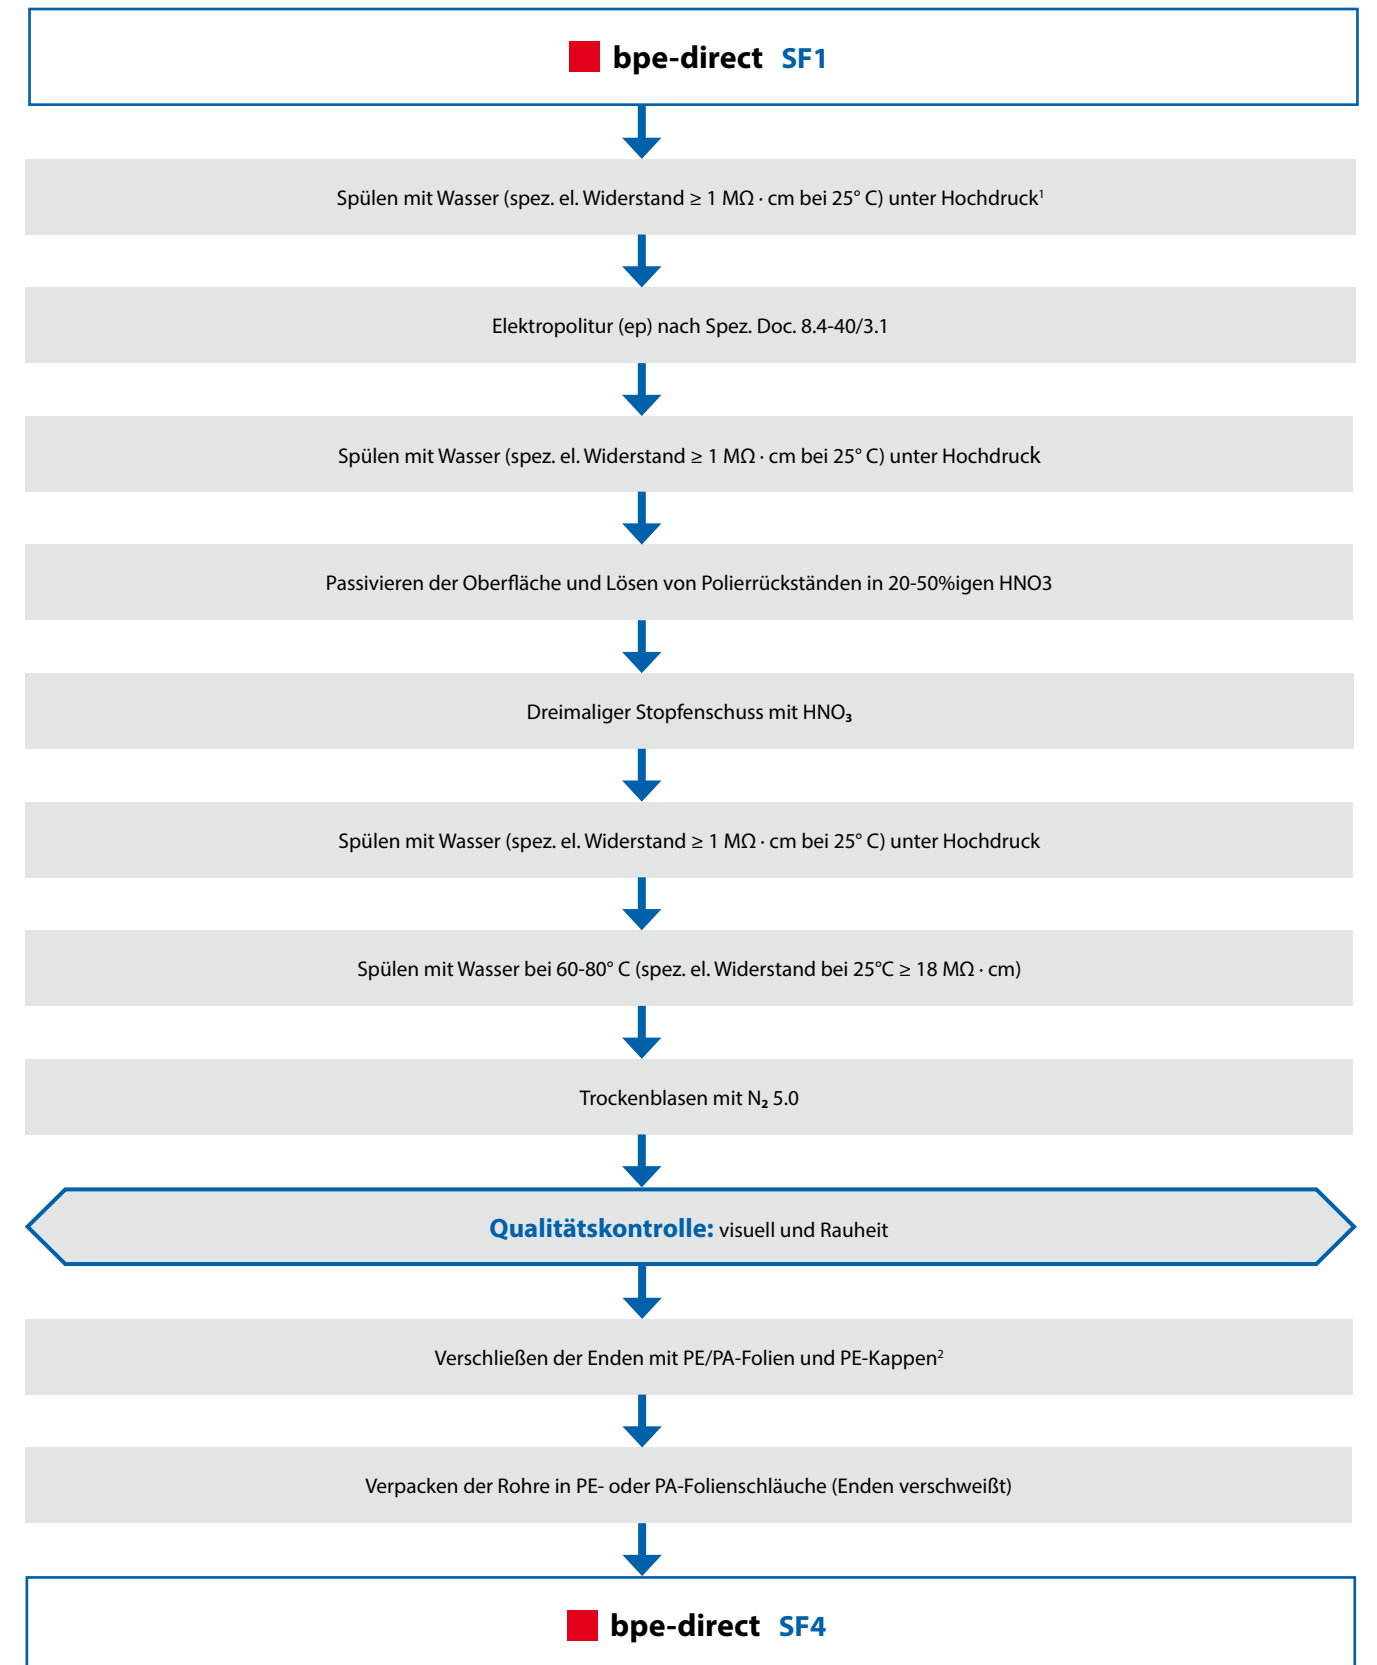 bpe-direct SF1
Spülen mit Wasser (spez. el. Widerstand ≥ 1 MΩ · cm bei 25° C) unter Hochdruck¹
Elektropolitur (ep) nach Spez. Doc. 8.4-40/3.1
Spülen mit Wasser (spez. el. Widerstand ≥ 1 MΩ · cm bei 25° C) unter Hochdruck
Passivieren der Oberfläche und Lösen von Polierrückständen in 20-50%igen HNO3
Dreimaliger Stopfenschuss mit HNO₃
Spülen mit Wasser (spez. el. Widerstand ≥ 1 MΩ · cm bei 25° C) unter Hochdruck
Spülen mit Wasser bei 60-80° C (spez. el. Widerstand bei 25°C ≥ 18 MΩ · cm)
Trockenblasen mit N₂ 5.0
Qualitätskontrolle: visuell und Rauheit
Verschließen der Enden mit PE/PA-Folien und PE-Kappen²
Verpacken der Rohre in PE- oder PA-Folienschläuche (Enden verschweißt)
bpe-direct SF4